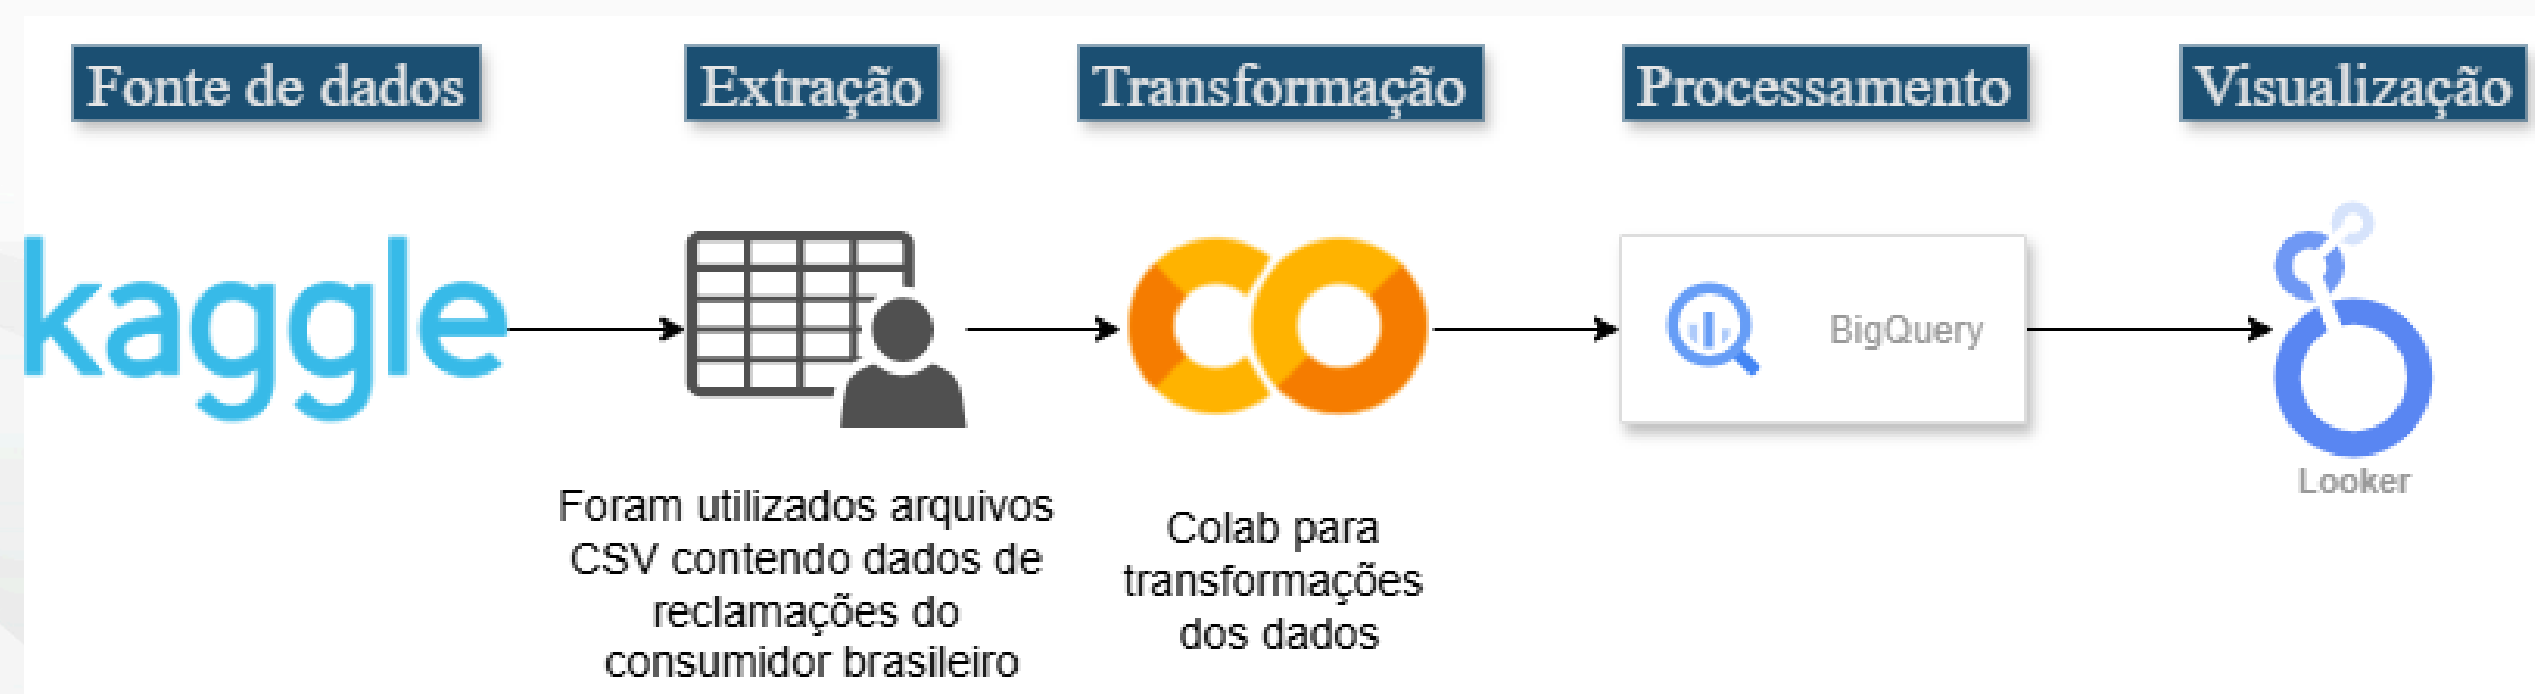 Fonte de dados
Extração
Transformação
Processamento
Visualização
kaggle
BigQuery
Looker
Foram utilizados arquivos
CSV contendo dados de
reclamações do
consumidor brasileiro
Colab para
transformações
dos dados